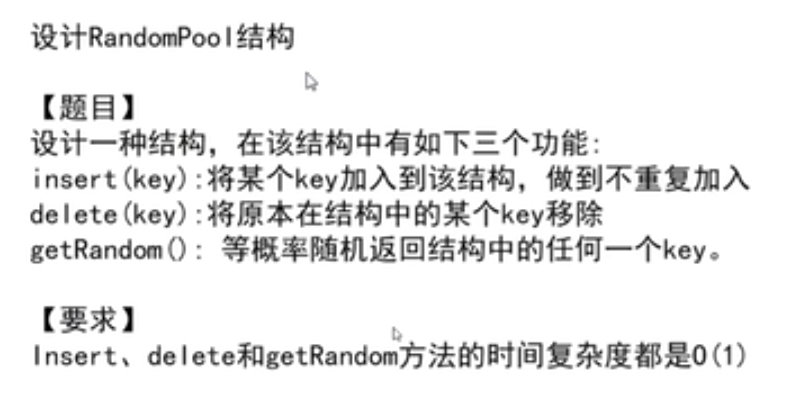 设计RandomPool结构
【题目】
设计一种结构，在该结构中有如下三个功能:
insert(key):将某个key加入到该结构，做到不重复加入
delete(key):将原本在结构中的某个key移除
getRandom(): 等概率随机返回结构中的任何一个key。
【要求】
Insert、delete和getRandom方法的时间复杂度都是O(1)